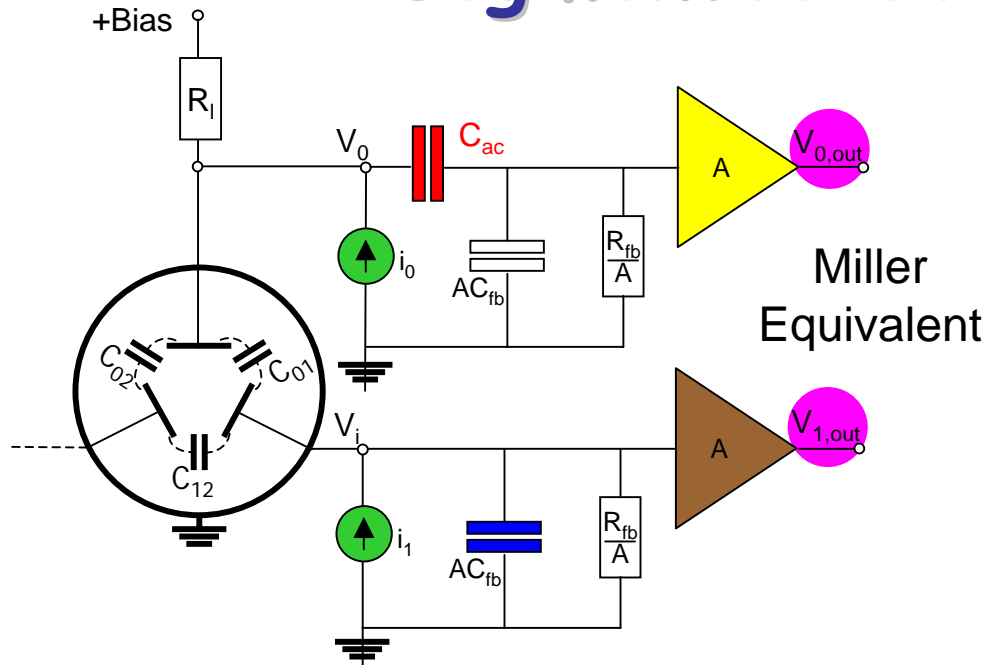 +Bias
R_l
V_0
C_ac
A
V_0,out
i_0
AC_fb
R_fb
A
Miller
Equivalent
C_02
C_01
C_12
V_i
A
V_1,out
i_1
AC_fb
R_fb
A